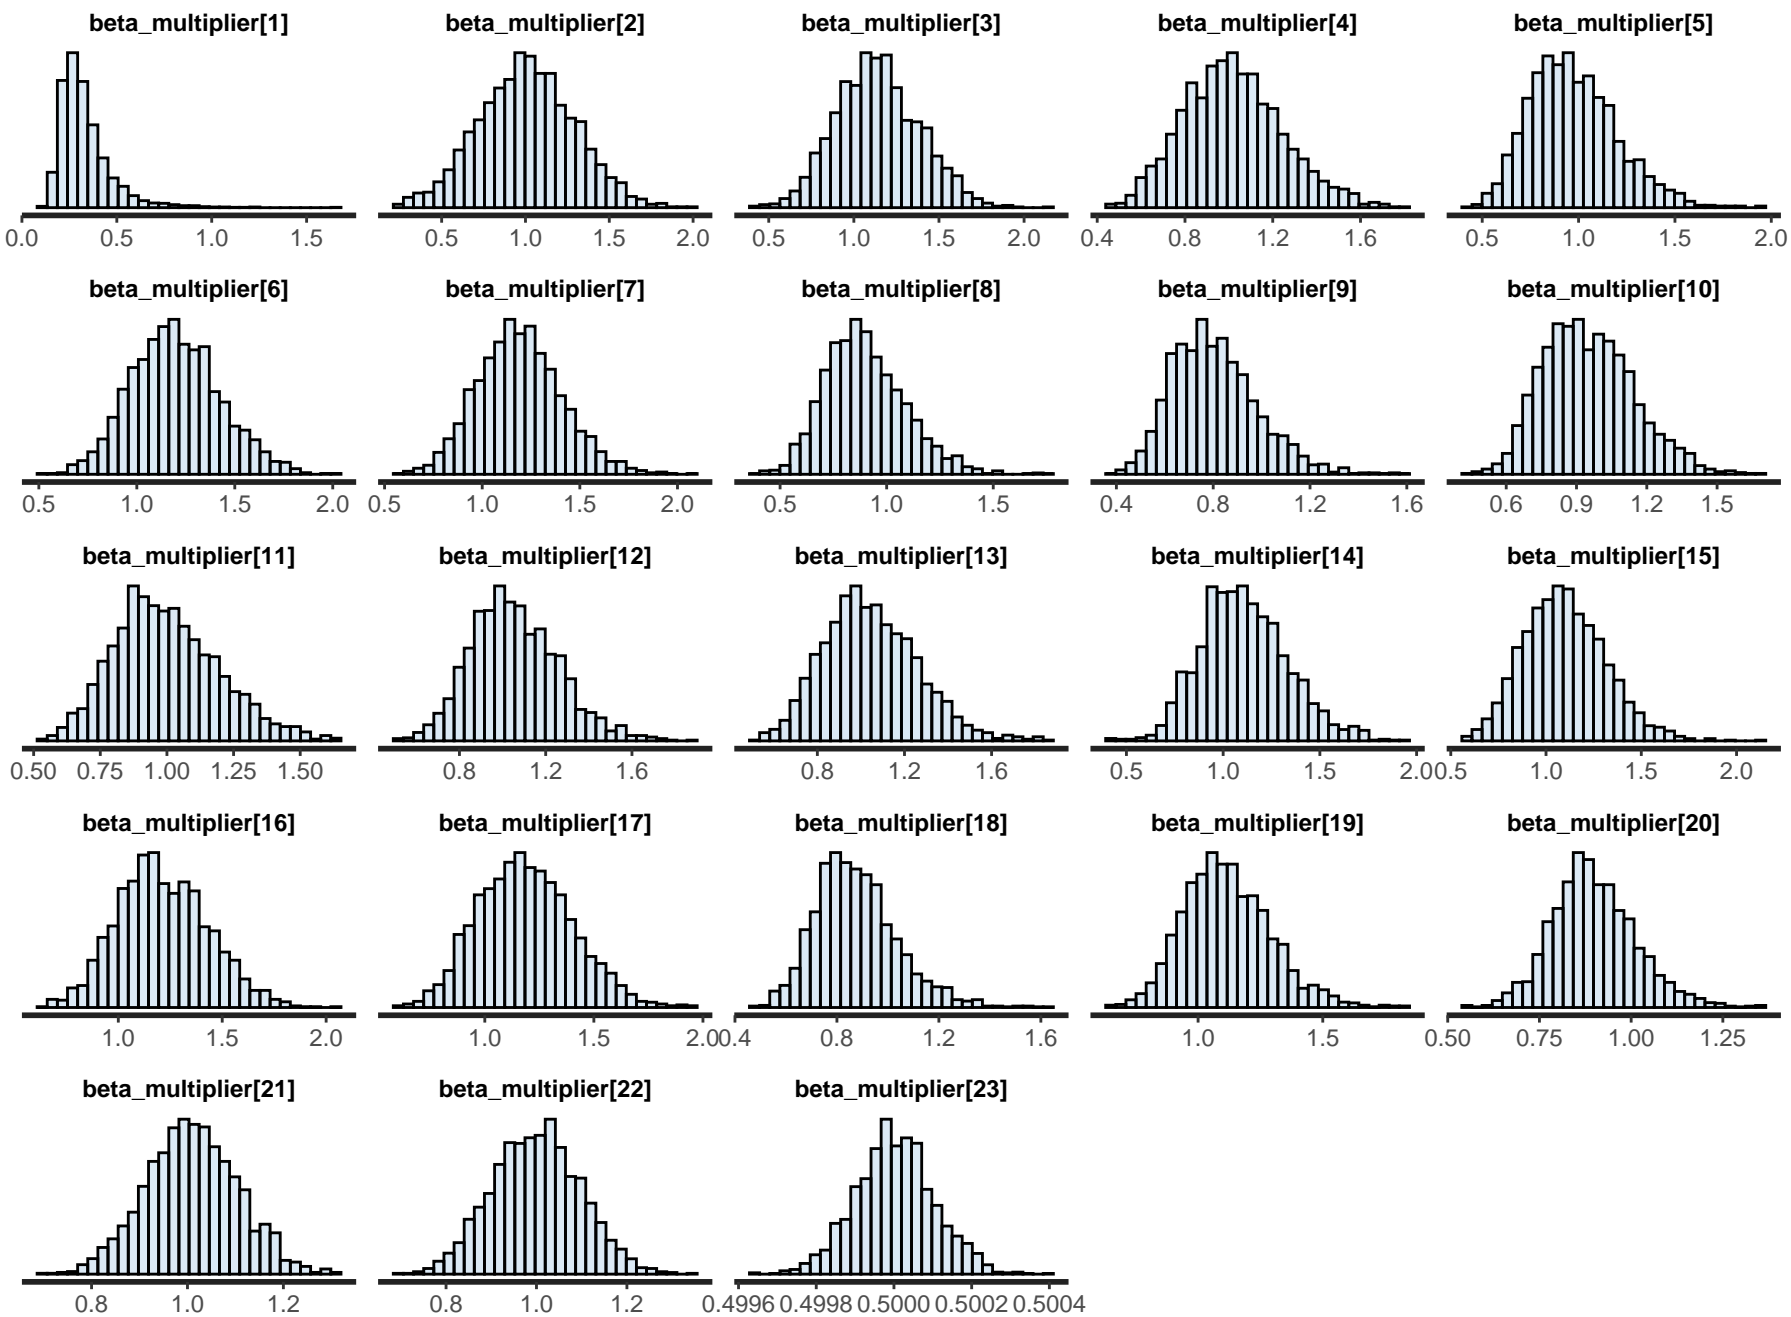 beta_multiplier[1] beta_multiplier[2] beta_multiplier[3] beta_multiplier[4] beta_multiplier[5]
0.0 0.5 1.0 1.5 0.5 1.0 1.5 2.0 0.5 1.0 1.5 2.0 0.4 0.8 1.2 1.6 0.5 1.0 1.5 2.0
beta_multiplier[6] beta_multiplier[7] beta_multiplier[8] beta_multiplier[9] beta_multiplier[10]
0.5 1.0 1.5 2.0 0.5 1.0 1.5 2.0 0.5 1.0 1.5 0.4 0.8 1.2 1.6 0.6 0.9 1.2 1.5
beta_multiplier[11] beta_multiplier[12] beta_multiplier[13] beta_multiplier[14] beta_multiplier[15]
0.50 0.75 1.00 1.25 1.50 0.8 1.2 1.6 0.8 1.2 1.6 0.5 1.0 1.5 2.0 0.5 1.0 1.5 2.0
beta_multiplier[16] beta_multiplier[17] beta_multiplier[18] beta_multiplier[19] beta_multiplier[20]
1.0 1.5 2.0 1.0 1.5 2.0 0.4 0.8 1.2 1.6 1.0 1.5 0.50 0.75 1.00 1.25
beta_multiplier[21] beta_multiplier[22] beta_multiplier[23]
0.8 1.0 1.2 0.8 1.0 1.2 0.4996 0.4998 0.5000 0.5002 0.5004